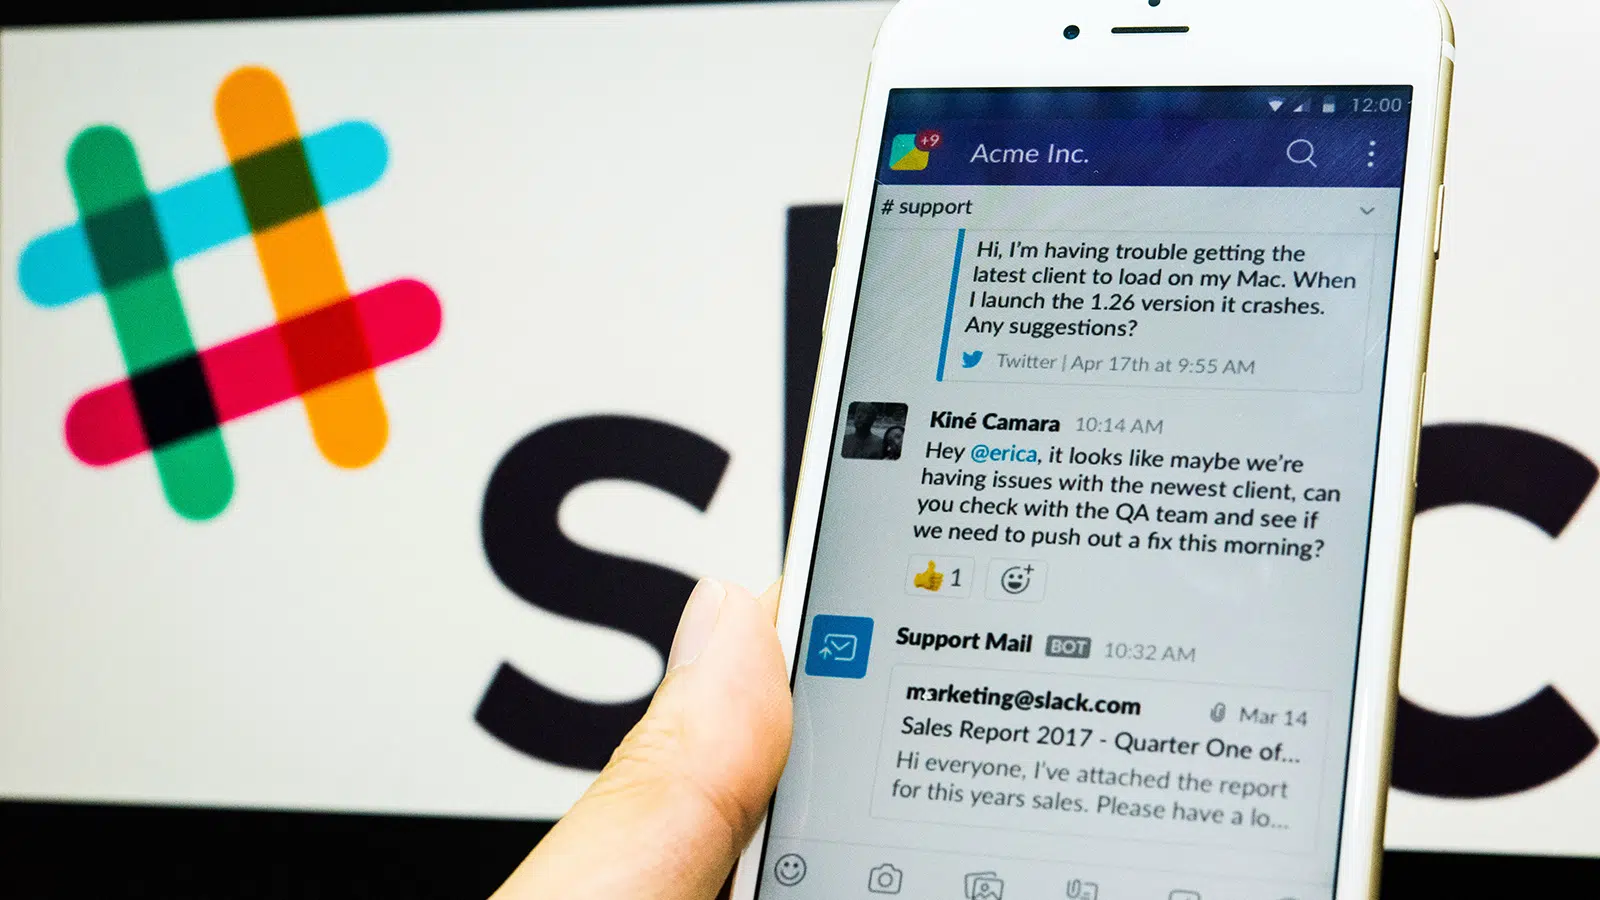 slc
12:00
+9
Acme Inc.
# support
Hi, I'm having trouble getting the
latest client to load on my Mac. When
I launch the 1.26 version it crashes.
Any suggestions?
Twitter | Apr 17th at 9:55 AM
Kiné Camara 10:14 AM
Hey @erica, it looks like maybe we're
having issues with the newest client, can
you check with the QA team and see if
we need to push out a fix this morning?
1
Support Mail BOT 10:32 AM
marketing@slack.com Mar 14
Sales Report 2017 - Quarter One of...
Hi everyone, I've attached the report
for this years sales. Please have a lo...